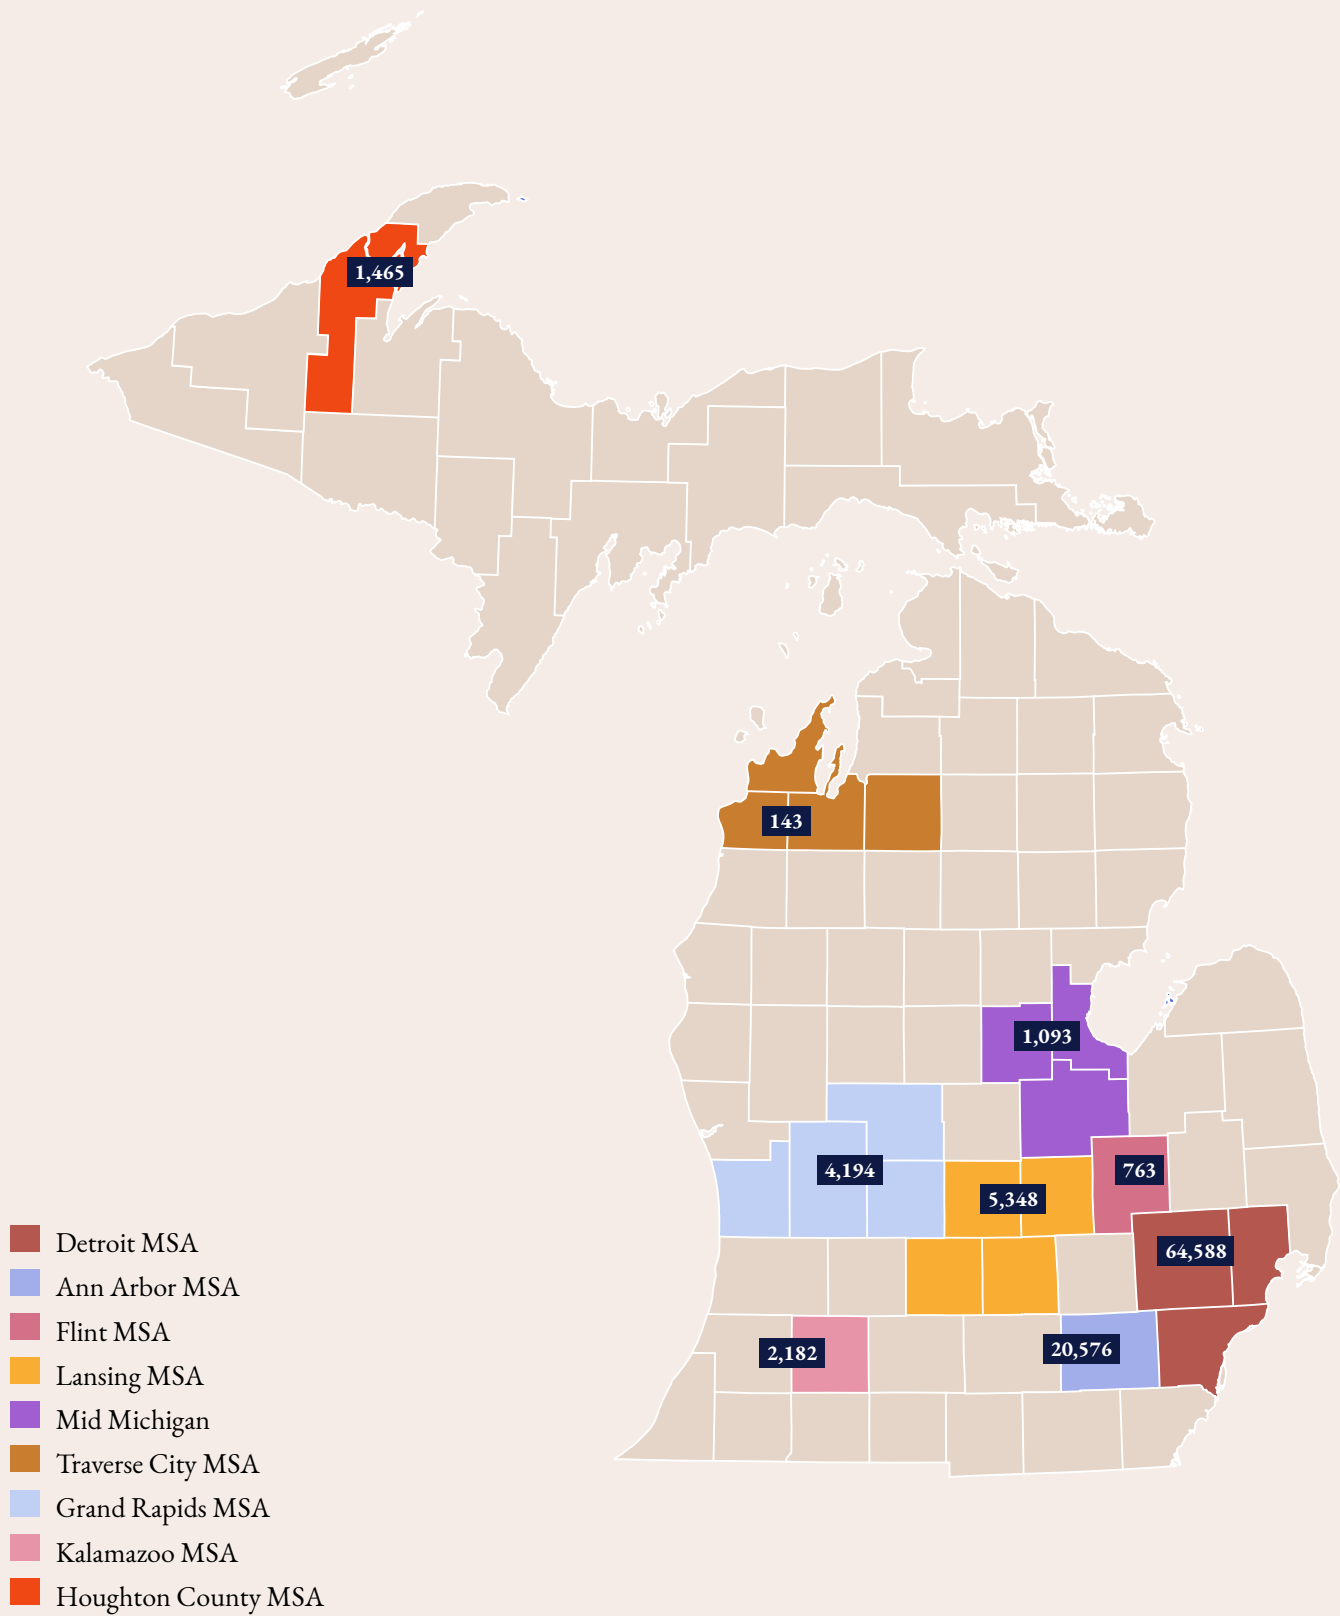 1,465
143
1,093
4,194
763
5,348
64,588
2,182
20,576
Detroit MSA
Ann Arbor MSA
Flint MSA
Lansing MSA
Mid Michigan
Traverse City MSA
Grand Rapids MSA
Kalamazoo MSA
Houghton County MSA